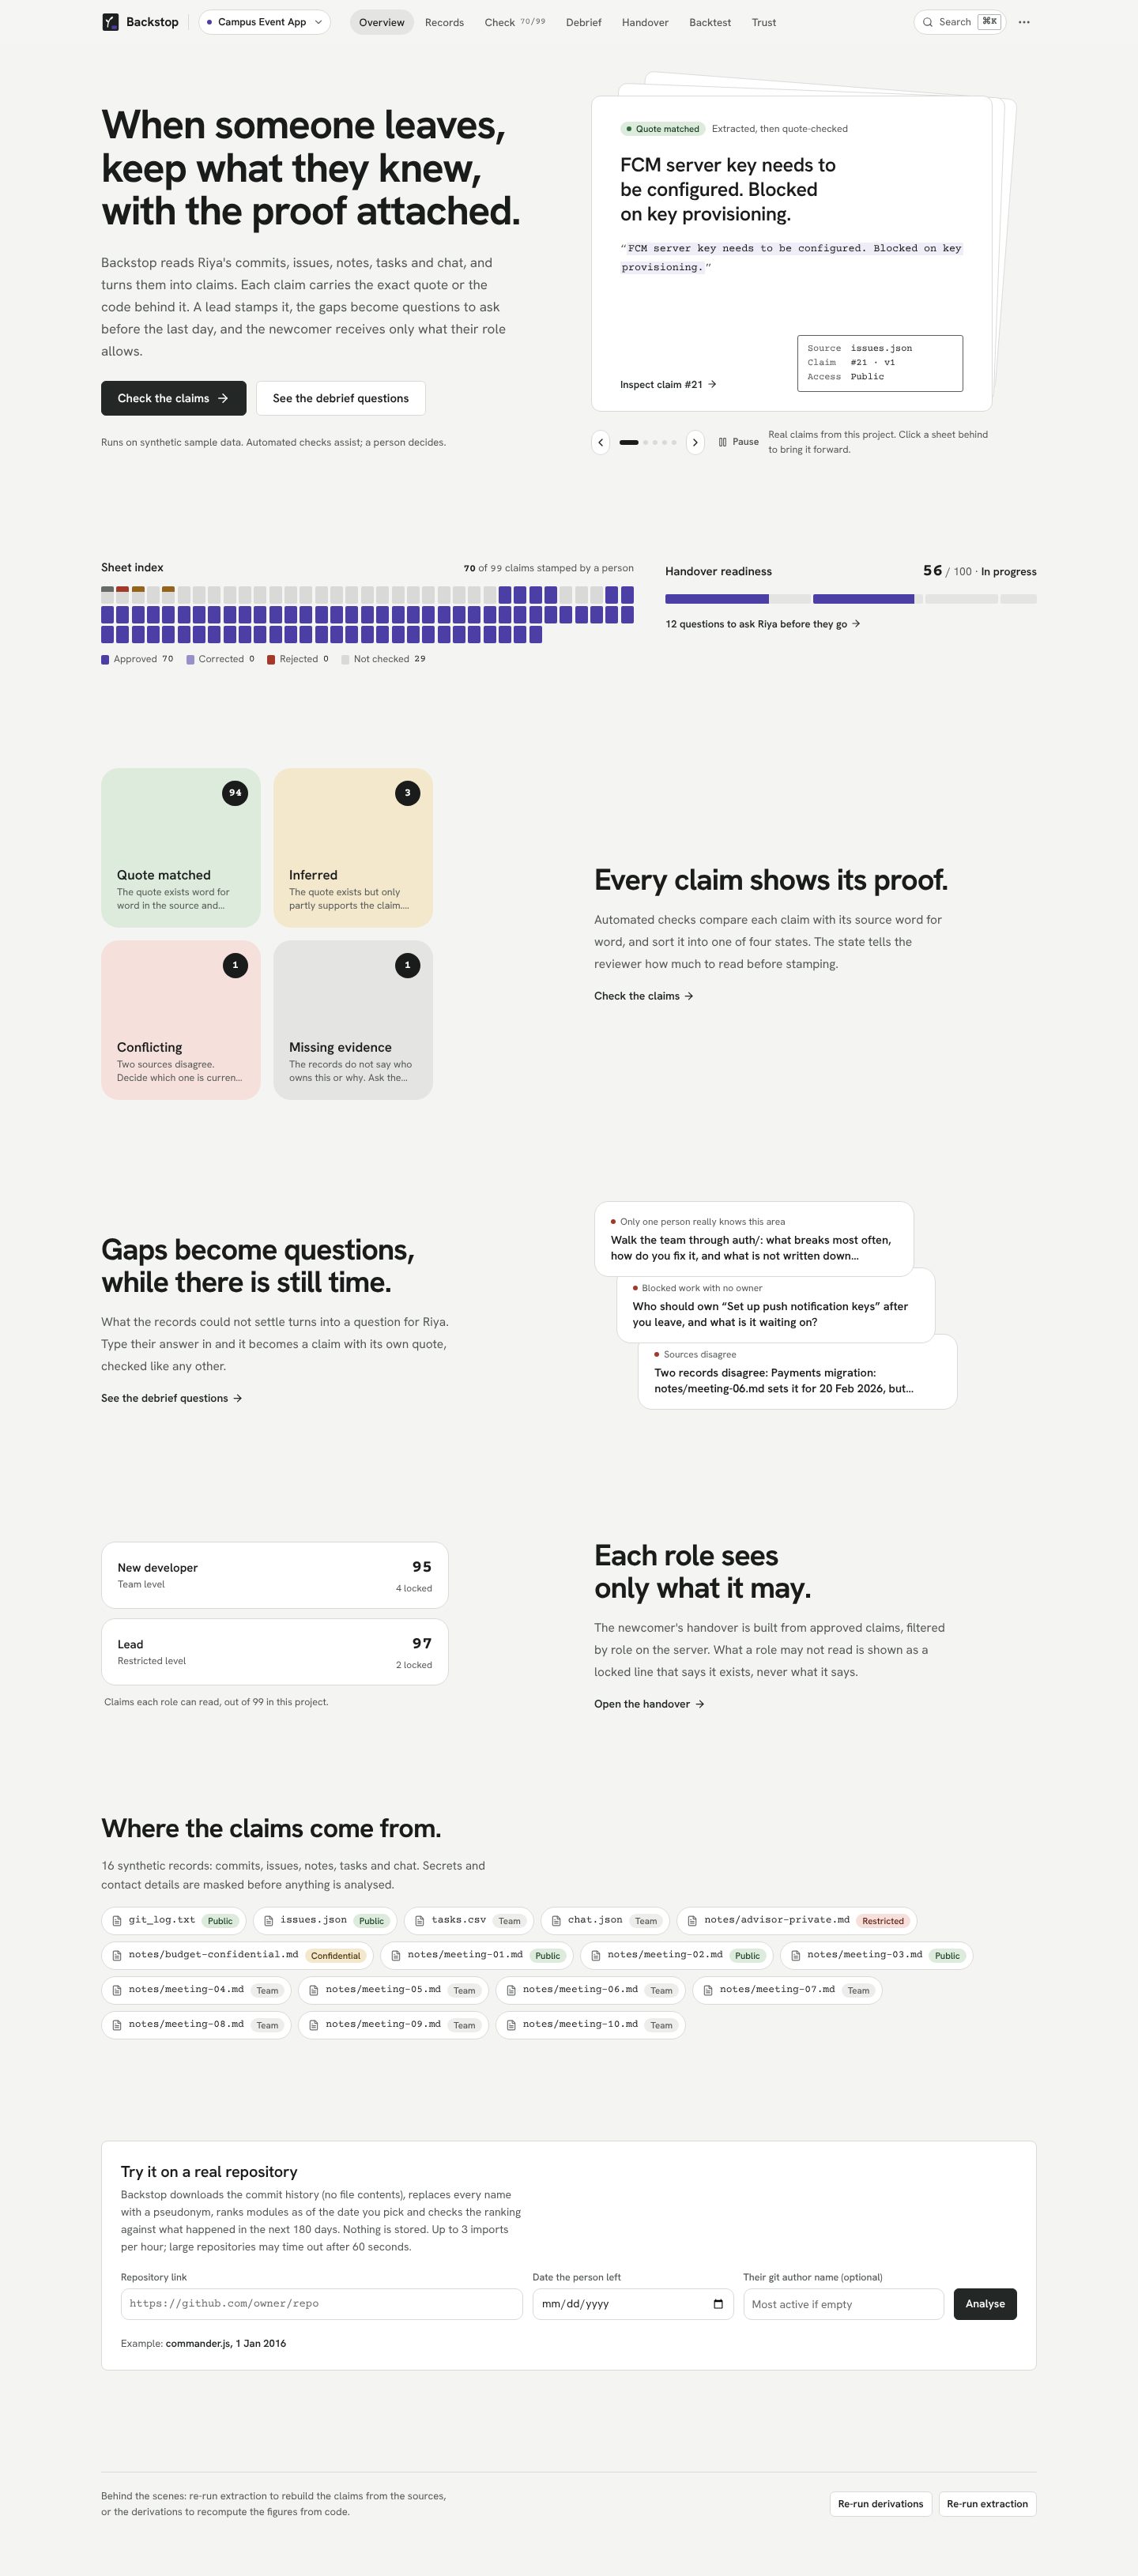 Backstop
Campus Event App
Overview
Records
Check 70/99
Debrief
Handover
Backtest
Trust
Search ⌘K
When someone leaves,
keep what they knew,
with the proof attached.
Backstop reads Riya's commits, issues, notes, tasks and chat, and
turns them into claims. Each claim carries the exact quote or the
code behind it. A lead stamps it, the gaps become questions to ask
before the last day, and the newcomer receives only what their role
allows.
Check the claims →
See the debrief questions
Runs on synthetic sample data. Automated checks assist; a person decides.
Quote matched
Extracted, then quote-checked
FCM server key needs to
be configured. Blocked
on key provisioning.
“FCM server key needs to be configured. Blocked on key
provisioning.”
Source issues.json
Claim #21 · v1
Access Public
Inspect claim #21 →
Pause
Real claims from this project. Click a sheet behind
to bring it forward.
Sheet index
70 of 99 claims stamped by a person
Approved 70
Corrected 0
Rejected 0
Not checked 29
Handover readiness
56 / 100 · In progress
12 questions to ask Riya before they go →
94
Quote matched
The quote exists word for
word in the source and...
3
Inferred
The quote exists but only
partly supports the claim....
1
Conflicting
Two sources disagree.
Decide which one is curren...
1
Missing evidence
The records do not say who
owns this or why. Ask the...
Every claim shows its proof.
Automated checks compare each claim with its source word for
word, and sort it into one of four states. The state tells the
reviewer how much to read before stamping.
Check the claims →
Gaps become questions,
while there is still time.
What the records could not settle turns into a question for Riya.
Type their answer in and it becomes a claim with its own quote,
checked like any other.
See the debrief questions →
Only one person really knows this area
Walk the team through auth/: what breaks most often,
how do you fix it, and what is not written down...
Blocked work with no owner
Who should own “Set up push notification keys” after
you leave, and what is it waiting on?
Sources disagree
Two records disagree: Payments migration:
notes/meeting-06.md sets it for 20 Feb 2026, but...
New developer
Team level
95
4 locked
Lead
Restricted level
97
2 locked
Claims each role can read, out of 99 in this project.
Each role sees
only what it may.
The newcomer's handover is built from approved claims, filtered
by role on the server. What a role may not read is shown as a
locked line that says it exists, never what it says.
Open the handover →
Where the claims come from.
16 synthetic records: commits, issues, notes, tasks and chat. Secrets and
contact details are masked before anything is analysed.
git_log.txt Public
issues.json Public
tasks.csv Team
chat.json Team
notes/advisor-private.md Restricted
notes/budget-confidential.md Confidential
notes/meeting-01.md Public
notes/meeting-02.md Public
notes/meeting-03.md Public
notes/meeting-04.md Team
notes/meeting-05.md Team
notes/meeting-06.md Team
notes/meeting-07.md Team
notes/meeting-08.md Team
notes/meeting-09.md Team
notes/meeting-10.md Team
Try it on a real repository
Backstop downloads the commit history (no file contents), replaces every name
with a pseudonym, ranks modules as of the date you pick and checks the ranking
against what happened in the next 180 days. Nothing is stored. Up to 3 imports
per hour; large repositories may time out after 60 seconds.
Repository link
https://github.com/owner/repo
Date the person left
mm/dd/yyyy
Their git author name (optional)
Most active if empty
Analyse
Example: commander.js, 1 Jan 2016
Behind the scenes: re-run extraction to rebuild the claims from the sources,
or the derivations to recompute the figures from code.
Re-run derivations
Re-run extraction